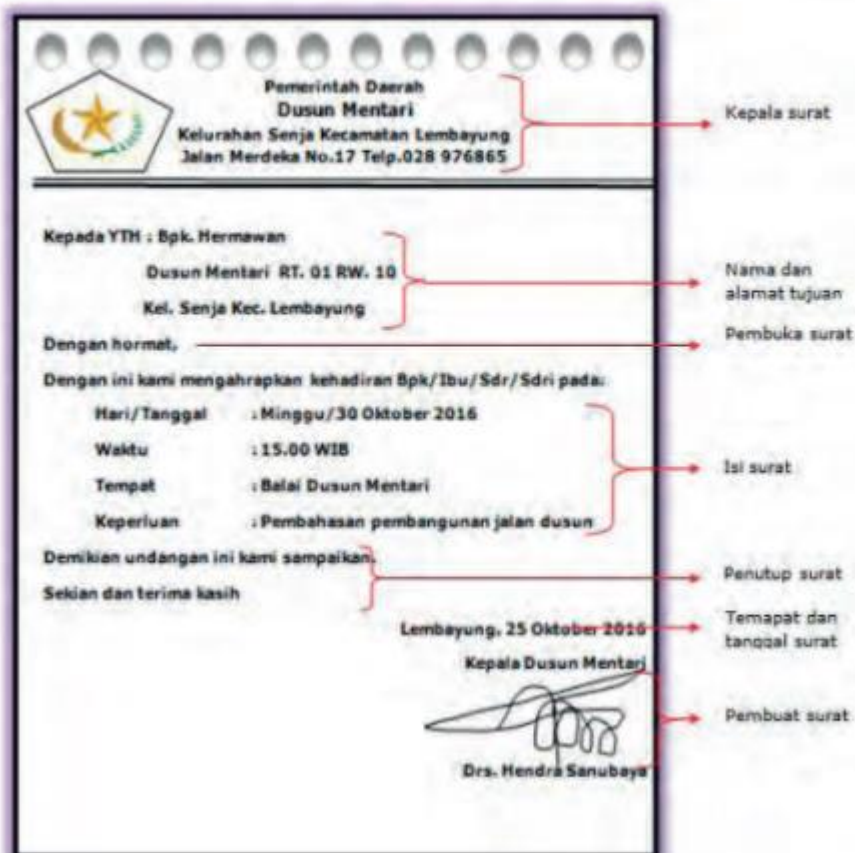 Pemerintah Daerah
Dusun Mentari
Kelurahan Senja Kecamatan Lembayung
Jalan Merdeka No.17 Telp.028 976865
Kepala surat
Kepada YTH : Bpk. Hermawan
Dusun Mentari RT. 01 RW. 10
Kel. Senja Kec. Lembayung
Nama dan
alamat tujuan
Dengan hormat,
Pembuka surat
Dengan ini kami mengahrapkan kehadiran Bpk/Ibu/Sdr/Sdri pada:
Hari/Tanggal : Minggu/30 Oktober 2016
Waktu : 15.00 WIB
Tempat : Balai Dusun Mentari
Keperluan : Pembahasan pembangunan jalan dusun
Isi surat
Demikian undangan ini kami sampaikan.
Sekian dan terima kasih
Penutup surat
Lembayung, 25 Oktober 2016
Temapat dan
tanggal surat
Kepala Dusun Mentari
Pembuat surat
Drs. Hendra Sanubaya